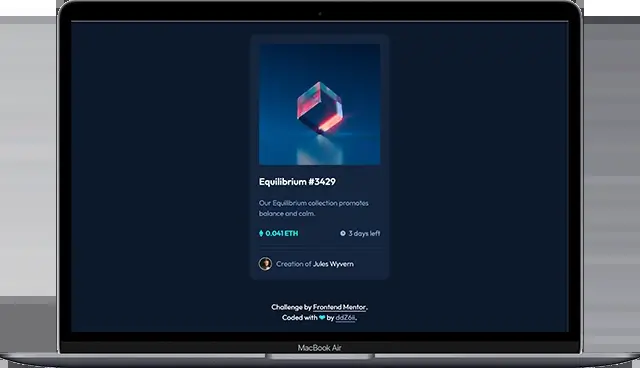 Equilibrium #3429
Our Equilibrium collection promotes
balance and calm.
0.041 ETH
3 days left
Creation of Jules Wyvern
Challenge by Frontend Mentor.
Coded with by ddZ6ii.
MacBook Air